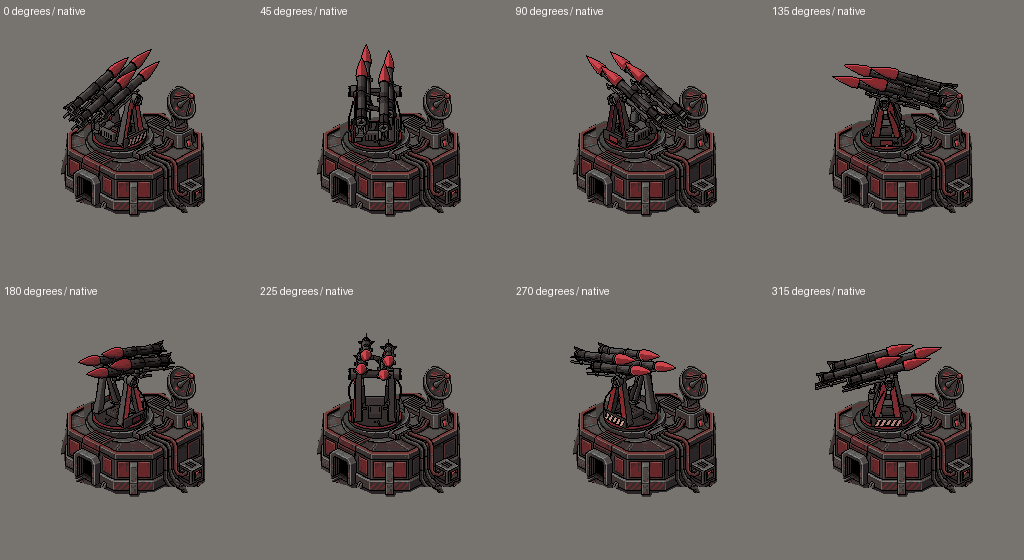 0 degrees / native
45 degrees / native
90 degrees / native
135 degrees / native
180 degrees / native
225 degrees / native
270 degrees / native
315 degrees / native